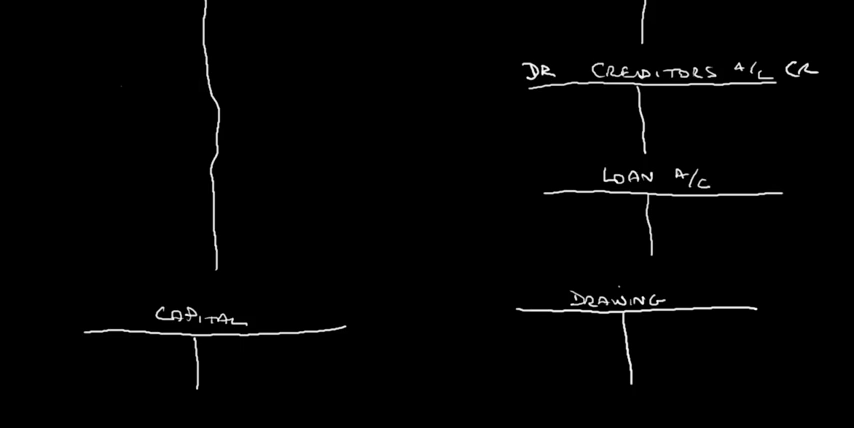 DR CREDITORS A/C CR
LOAN A/C
CAPITAL
DRAWING